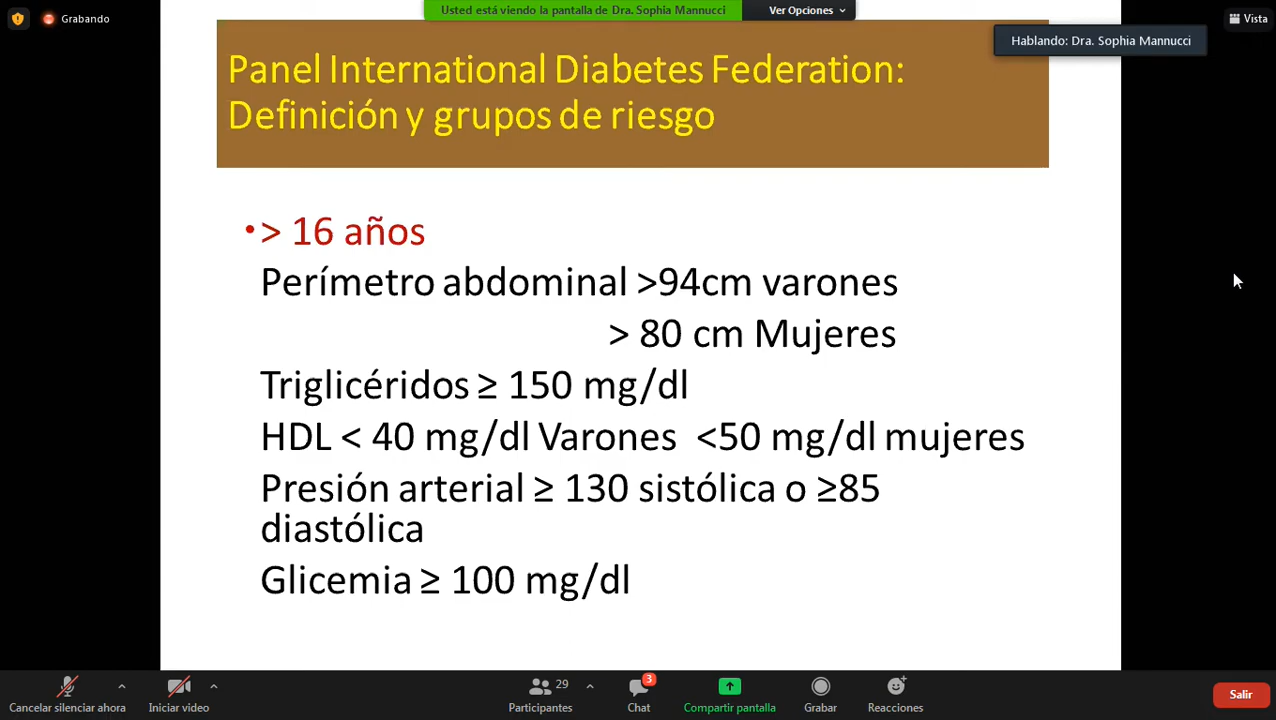 Grabando
Usted está viendo la pantalla de Dra. Sophia Mannucci
Ver Opciones
Vista
Hablando: Dra. Sophia Mannucci
Panel International Diabetes Federation:
Definición y grupos de riesgo
• > 16 años
Perímetro abdominal >94cm varones
> 80 cm Mujeres
Triglicéridos ≥ 150 mg/dl
HDL < 40 mg/dl Varones <50 mg/dl mujeres
Presión arterial ≥ 130 sistólica o ≥85
diastólica
Glicemia ≥ 100 mg/dl
Cancelar silenciar ahora
Iniciar video
29
Participantes
3
Chat
Compartir pantalla
Grabar
Reacciones
Salir